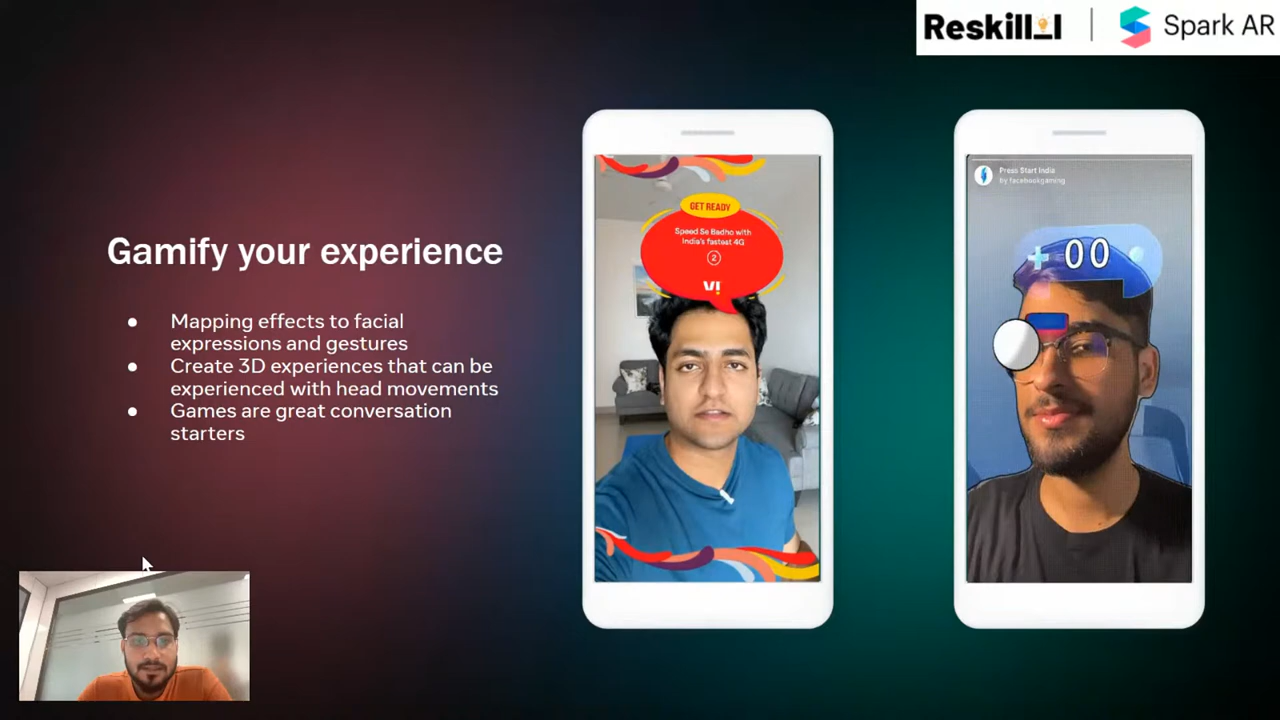 Reskilll | Spark AR
Gamify your experience
● Mapping effects to facial
expressions and gestures
● Create 3D experiences that can be
experienced with head movements
● Games are great conversation
starters
GET READY
Speed Se Badho with
India's fastest 4G
2
VI
Press Start India
by facebookgaming
+ 00